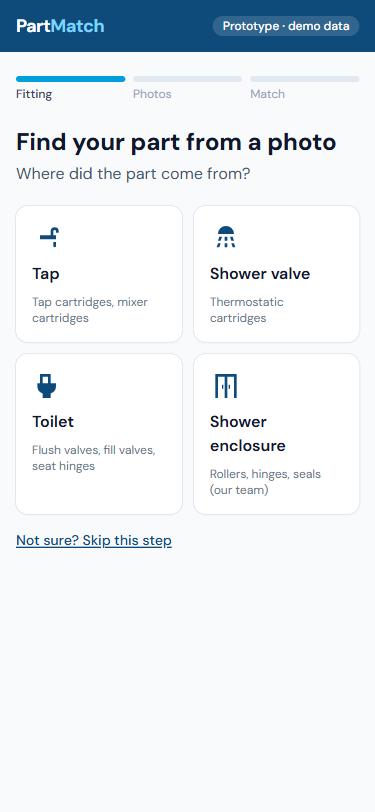 PartMatch
Prototype · demo data
Fitting
Photos
Match
Find your part from a photo
Where did the part come from?
Tap
Tap cartridges, mixer
cartridges
Shower valve
Thermostatic
cartridges
Toilet
Flush valves, fill valves,
seat hinges
Shower
enclosure
Rollers, hinges, seals
(our team)
Not sure? Skip this step